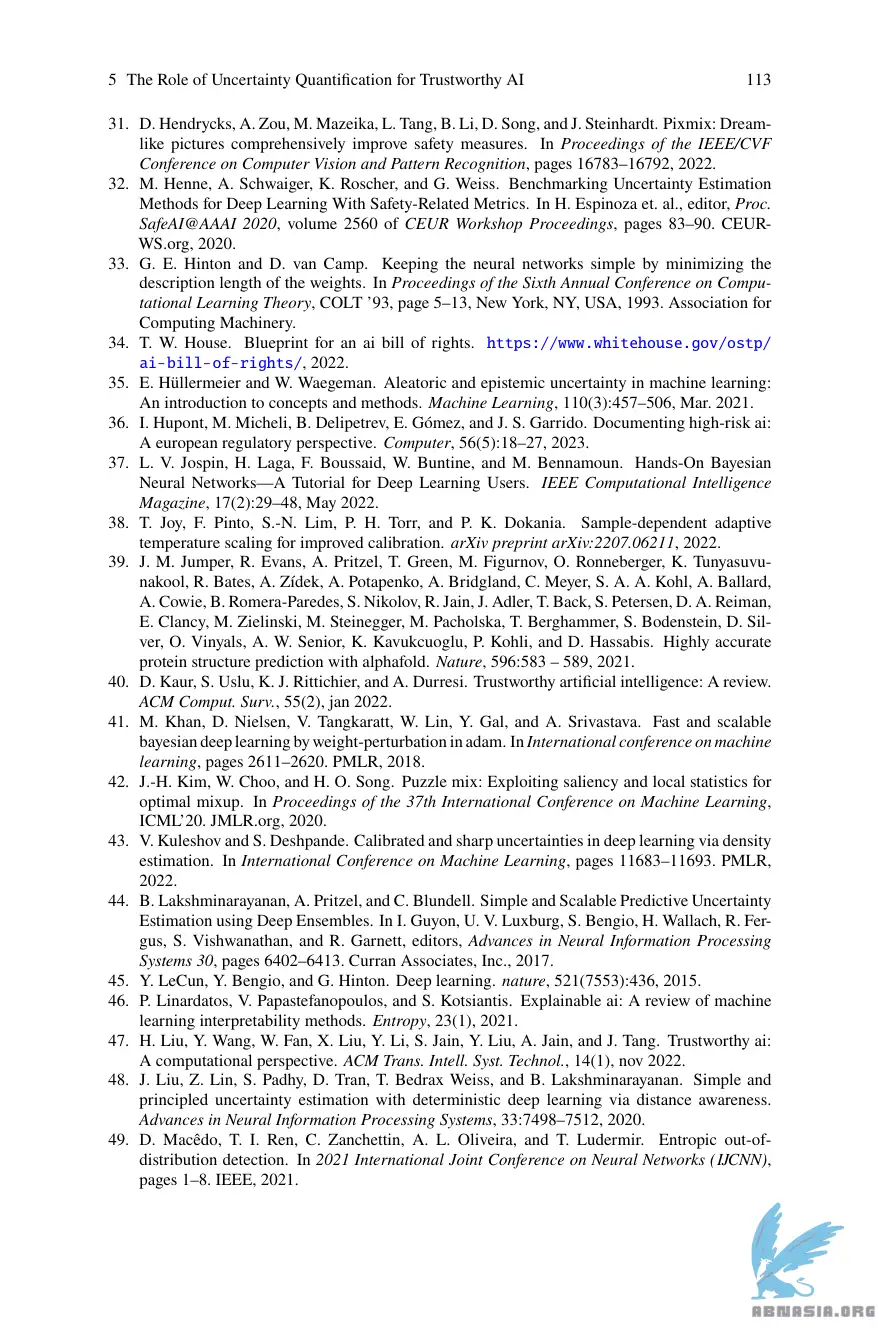 5 The Role of Uncertainty Quantification for Trustworthy AI 113
31. D. Hendrycks, A. Zou, M. Mazeika, L. Tang, B. Li, D. Song, and J. Steinhardt. Pixmix: Dream-
like pictures comprehensively improve safety measures. In Proceedings of the IEEE/CVF
Conference on Computer Vision and Pattern Recognition, pages 16783–16792, 2022.
32. M. Henne, A. Schwaiger, K. Roscher, and G. Weiss. Benchmarking Uncertainty Estimation
Methods for Deep Learning With Safety-Related Metrics. In H. Espinoza et. al., editor, Proc.
SafeAI@AAAI 2020, volume 2560 of CEUR Workshop Proceedings, pages 83–90. CEUR-
WS.org, 2020.
33. G. E. Hinton and D. van Camp. Keeping the neural networks simple by minimizing the
description length of the weights. In Proceedings of the Sixth Annual Conference on Compu-
tational Learning Theory, COLT ’93, page 5–13, New York, NY, USA, 1993. Association for
Computing Machinery.
34. T. W. House. Blueprint for an ai bill of rights. https://www.whitehouse.gov/ostp/
ai-bill-of-rights/, 2022.
35. E. Hüllermeier and W. Waegeman. Aleatoric and epistemic uncertainty in machine learning:
An introduction to concepts and methods. Machine Learning, 110(3):457–506, Mar. 2021.
36. I. Hupont, M. Micheli, B. Delipetrev, E. Gómez, and J. S. Garrido. Documenting high-risk ai:
A european regulatory perspective. Computer, 56(5):18–27, 2023.
37. L. V. Jospin, H. Laga, F. Boussaid, W. Buntine, and M. Bennamoun. Hands-On Bayesian
Neural Networks—A Tutorial for Deep Learning Users. IEEE Computational Intelligence
Magazine, 17(2):29–48, May 2022.
38. T. Joy, F. Pinto, S.-N. Lim, P. H. Torr, and P. K. Dokania. Sample-dependent adaptive
temperature scaling for improved calibration. arXiv preprint arXiv:2207.06211, 2022.
39. J. M. Jumper, R. Evans, A. Pritzel, T. Green, M. Figurnov, O. Ronneberger, K. Tunyasuvu-
nakool, R. Bates, A. Zídek, A. Potapenko, A. Bridgland, C. Meyer, S. A. A. Kohl, A. Ballard,
A. Cowie, B. Romera-Paredes, S. Nikolov, R. Jain, J. Adler, T. Back, S. Petersen, D. A. Reiman,
E. Clancy, M. Zielinski, M. Steinegger, M. Pacholska, T. Berghammer, S. Bodenstein, D. Sil-
ver, O. Vinyals, A. W. Senior, K. Kavukcuoglu, P. Kohli, and D. Hassabis. Highly accurate
protein structure prediction with alphafold. Nature, 596:583 – 589, 2021.
40. D. Kaur, S. Uslu, K. J. Rittichier, and A. Durresi. Trustworthy artificial intelligence: A review.
ACM Comput. Surv., 55(2), jan 2022.
41. M. Khan, D. Nielsen, V. Tangkaratt, W. Lin, Y. Gal, and A. Srivastava. Fast and scalable
bayesian deep learning by weight-perturbation in adam. In International conference on machine
learning, pages 2611–2620. PMLR, 2018.
42. J.-H. Kim, W. Choo, and H. O. Song. Puzzle mix: Exploiting saliency and local statistics for
optimal mixup. In Proceedings of the 37th International Conference on Machine Learning,
ICML’20. JMLR.org, 2020.
43. V. Kuleshov and S. Deshpande. Calibrated and sharp uncertainties in deep learning via density
estimation. In International Conference on Machine Learning, pages 11683–11693. PMLR,
2022.
44. B. Lakshminarayanan, A. Pritzel, and C. Blundell. Simple and Scalable Predictive Uncertainty
Estimation using Deep Ensembles. In I. Guyon, U. V. Luxburg, S. Bengio, H. Wallach, R. Fer-
gus, S. Vishwanathan, and R. Garnett, editors, Advances in Neural Information Processing
Systems 30, pages 6402–6413. Curran Associates, Inc., 2017.
45. Y. LeCun, Y. Bengio, and G. Hinton. Deep learning. nature, 521(7553):436, 2015.
46. P. Linardatos, V. Papastefanopoulos, and S. Kotsiantis. Explainable ai: A review of machine
learning interpretability methods. Entropy, 23(1), 2021.
47. H. Liu, Y. Wang, W. Fan, X. Liu, Y. Li, S. Jain, Y. Liu, A. Jain, and J. Tang. Trustworthy ai:
A computational perspective. ACM Trans. Intell. Syst. Technol., 14(1), nov 2022.
48. J. Liu, Z. Lin, S. Padhy, D. Tran, T. Bedrax Weiss, and B. Lakshminarayanan. Simple and
principled uncertainty estimation with deterministic deep learning via distance awareness.
Advances in Neural Information Processing Systems, 33:7498–7512, 2020.
49. D. Macêdo, T. I. Ren, C. Zanchettin, A. L. Oliveira, and T. Ludermir. Entropic out-of-
distribution detection. In 2021 International Joint Conference on Neural Networks (IJCNN),
pages 1–8. IEEE, 2021.
ABNASIA.ORG